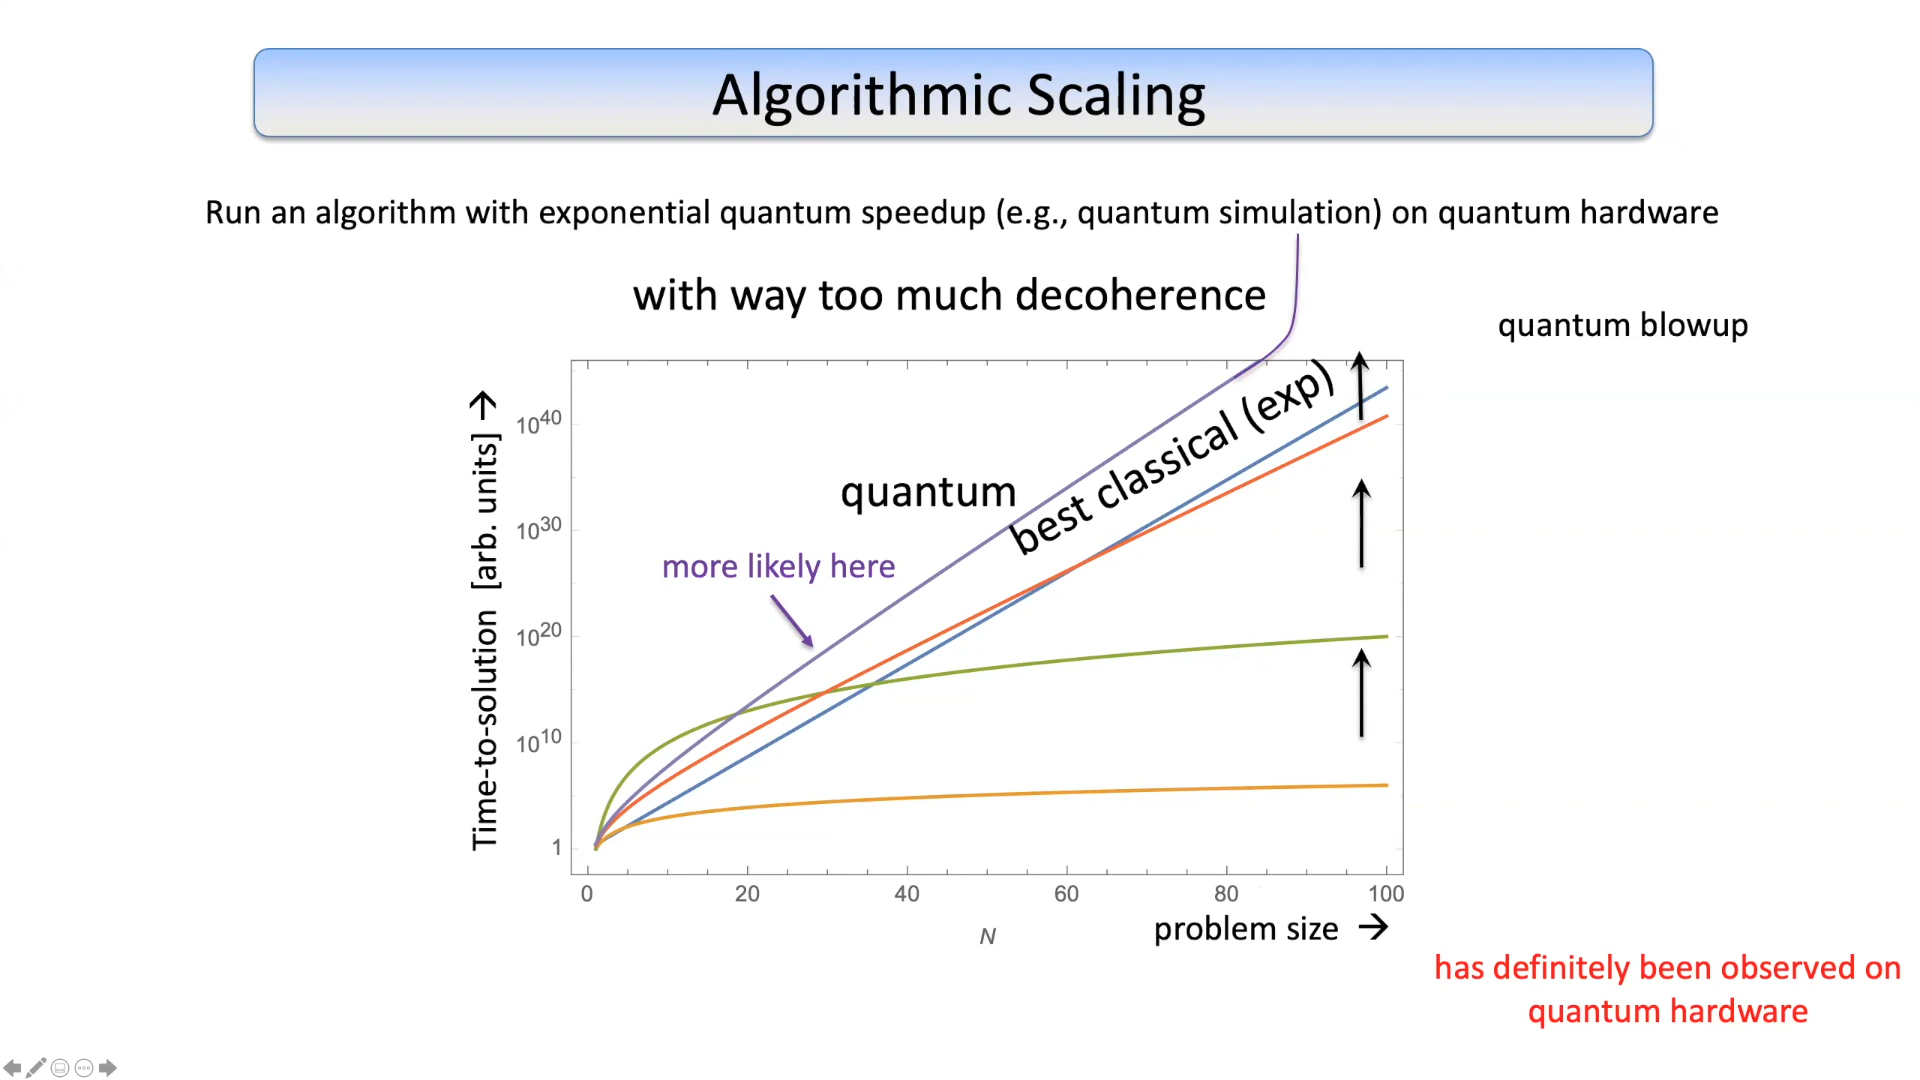 Algorithmic Scaling
Run an algorithm with exponential quantum speedup (e.g., quantum simulation) on quantum hardware
with way too much decoherence
quantum blowup
best classical (exp)
quantum
more likely here
Time-to-solution [arb. units] →
10^40
10^30
10^20
10^10
1
0 20 40 60 80 100
N
problem size →
has definitely been observed on
quantum hardware